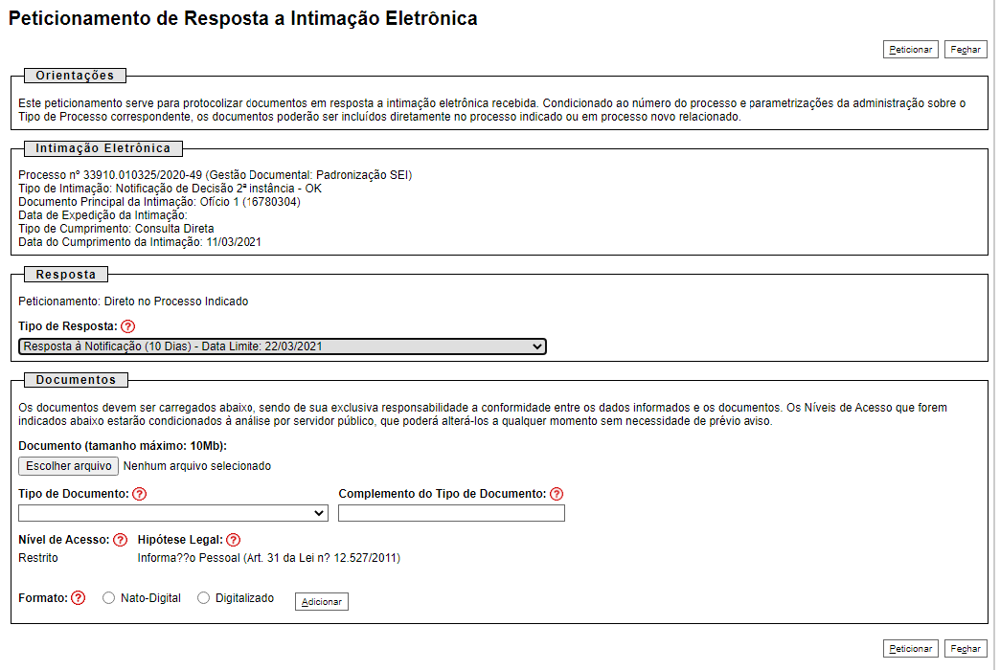 Peticionamento de Resposta a Intimação Eletrônica
Peticionar Fechar
Orientações
Este peticionamento serve para protocolizar documentos em resposta a intimação eletrônica recebida. Condicionado ao número do processo e parametrizações da administração sobre o
Tipo de Processo correspondente, os documentos poderão ser incluídos diretamente no processo indicado ou em processo novo relacionado.
Intimação Eletrônica
Processo nº 33910.010325/2020-49 (Gestão Documental: Padronização SEI)
Tipo de Intimação: Notificação de Decisão 2ª instância - OK
Documento Principal da Intimação: Ofício 1 (16780304)
Data de Expedição da Intimação:
Tipo de Cumprimento: Consulta Direta
Data do Cumprimento da Intimação: 11/03/2021
Resposta
Peticionamento: Direto no Processo Indicado
Tipo de Resposta: ?
Resposta à Notificação (10 Dias) - Data Limite: 22/03/2021
Documentos
Os documentos devem ser carregados abaixo, sendo de sua exclusiva responsabilidade a conformidade entre os dados informados e os documentos. Os Níveis de Acesso que forem
indicados abaixo estarão condicionados à análise por servidor público, que poderá alterá-los a qualquer momento sem necessidade de prévio aviso.
Documento (tamanho máximo: 10Mb):
Escolher arquivo Nenhum arquivo selecionado
Tipo de Documento: ? Complemento do Tipo de Documento: ?
Nível de Acesso: ? Hipótese Legal: ?
Restrito Informa??o Pessoal (Art. 31 da Lei n? 12.527/2011)
Formato: ? Nato-Digital Digitalizado Adicionar
Peticionar Fechar